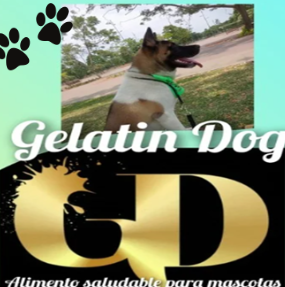 Gelatin Dog
GD
Alimento saludable para mascotas